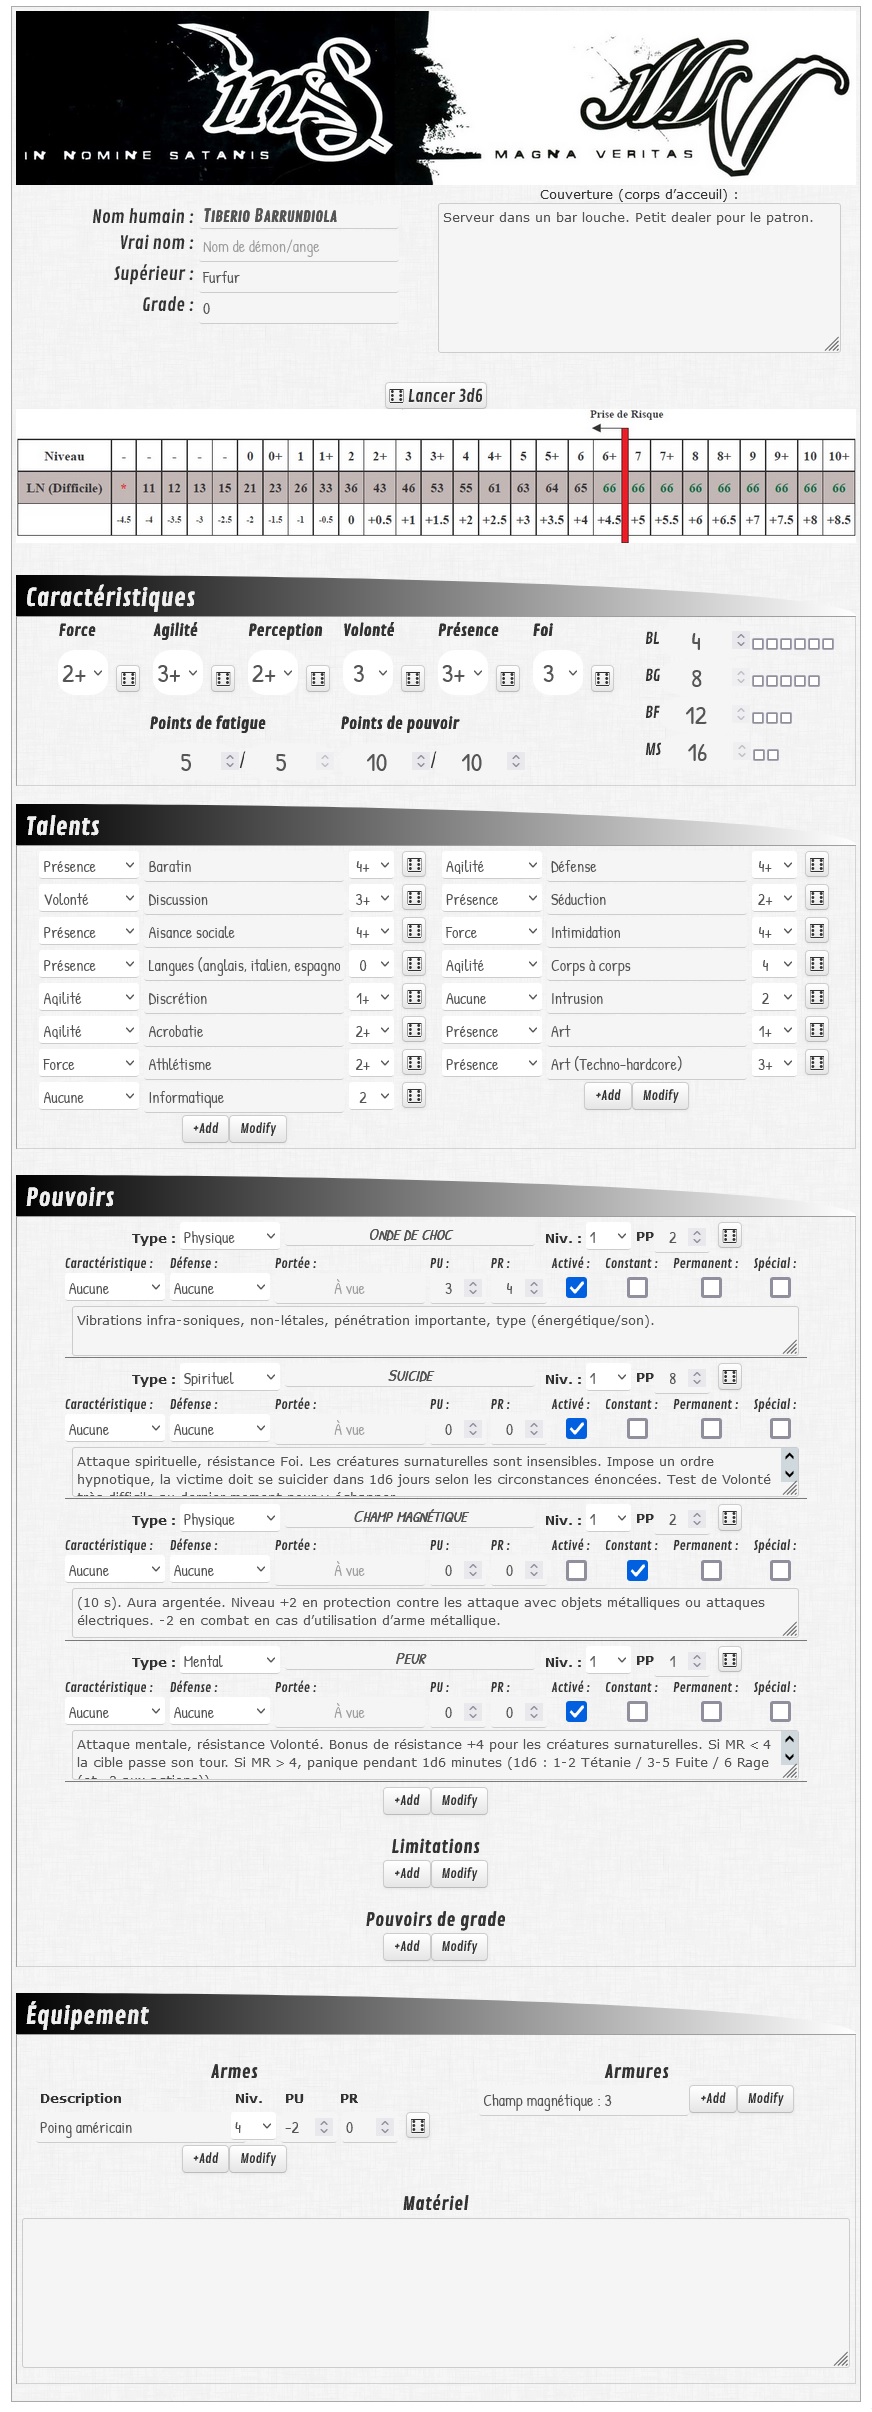 inS
IN NOMINE SATANIS
MV
MAGNA VERITAS
Couverture (corps d'acceuil) :
Nom humain : Tiberio Barrundiola
Serveur dans un bar louche. Petit dealer pour le patron.
Vrai nom : Nom de démon/ange
Supérieur : Furfur
Grade : 0
Lancer 3d6
Prise de Risque
Niveau - - - - - 0 0+ 1 1+ 2 2+ 3 3+ 4 4+ 5 5+ 6 6+ 7 7+ 8 8+ 9 9+ 10 10+
LN (Difficile) * 11 12 13 15 21 23 26 33 36 43 46 53 55 61 63 64 65 66 66 66 66 66 66 66 66 66
-4.5 -4 -3.5 -3 -2.5 -2 -1.5 -1 -0.5 0 +0.5 +1 +1.5 +2 +2.5 +3 +3.5 +4 +4.5 +5 +5.5 +6 +6.5 +7 +7.5 +8 +8.5
Caractéristiques
Force Agilité Perception Volonté Présence Foi
2+ 3+ 2+ 3 3+ 3
BL 4
BG 8
BF 12
MS 16
Points de fatigue Points de pouvoir
5 / 5 10 / 10
Talents
Présence Baratin 4+ Agilité Défense 4+
Volonté Discussion 3+ Présence Séduction 2+
Présence Aisance sociale 4+ Force Intimidation 4+
Présence Langues (anglais, italien, espagno 0 Agilité Corps à corps 4
Agilité Discrétion 1+ Aucune Intrusion 2
Agilité Acrobatie 2+ Présence Art 1+
Force Athlétisme 2+ Présence Art (Techno-hardcore) 3+
Aucune Informatique 2 +Add Modify
+Add Modify
Pouvoirs
Type : Physique Onde de choc Niv. : 1 PP 2
Caractéristique : Défense : Portée : PU : PR : Activé : Constant : Permanent : Spécial :
Aucune Aucune À vue 3 4
Vibrations infra-soniques, non-létales, pénétration importante, type (énergétique/son).
Type : Spirituel Suicide Niv. : 1 PP 8
Caractéristique : Défense : Portée : PU : PR : Activé : Constant : Permanent : Spécial :
Aucune Aucune À vue 0 0
Attaque spirituelle, résistance Foi. Les créatures surnaturelles sont insensibles. Impose un ordre
hypnotique, la victime doit se suicider dans 1d6 jours selon les circonstances énoncées. Test de Volonté
Type : Physique Champ magnétique Niv. : 1 PP 2
Caractéristique : Défense : Portée : PU : PR : Activé : Constant : Permanent : Spécial :
Aucune Aucune À vue 0 0
(10 s). Aura argentée. Niveau +2 en protection contre les attaque avec objets métalliques ou attaques
électriques. -2 en combat en cas d'utilisation d'arme métallique.
Type : Mental Peur Niv. : 1 PP 1
Caractéristique : Défense : Portée : PU : PR : Activé : Constant : Permanent : Spécial :
Aucune Aucune À vue 0 0
Attaque mentale, résistance Volonté. Bonus de résistance +4 pour les créatures surnaturelles. Si MR < 4
la cible passe son tour. Si MR > 4, panique pendant 1d6 minutes (1d6 : 1-2 Tétanie / 3-5 Fuite / 6 Rage
+Add Modify
Limitations
+Add Modify
Pouvoirs de grade
+Add Modify
Équipement
Armes Armures
Description Niv. PU PR
Champ magnétique : 3 +Add Modify
Poing américain 4 -2 0
+Add Modify
Matériel